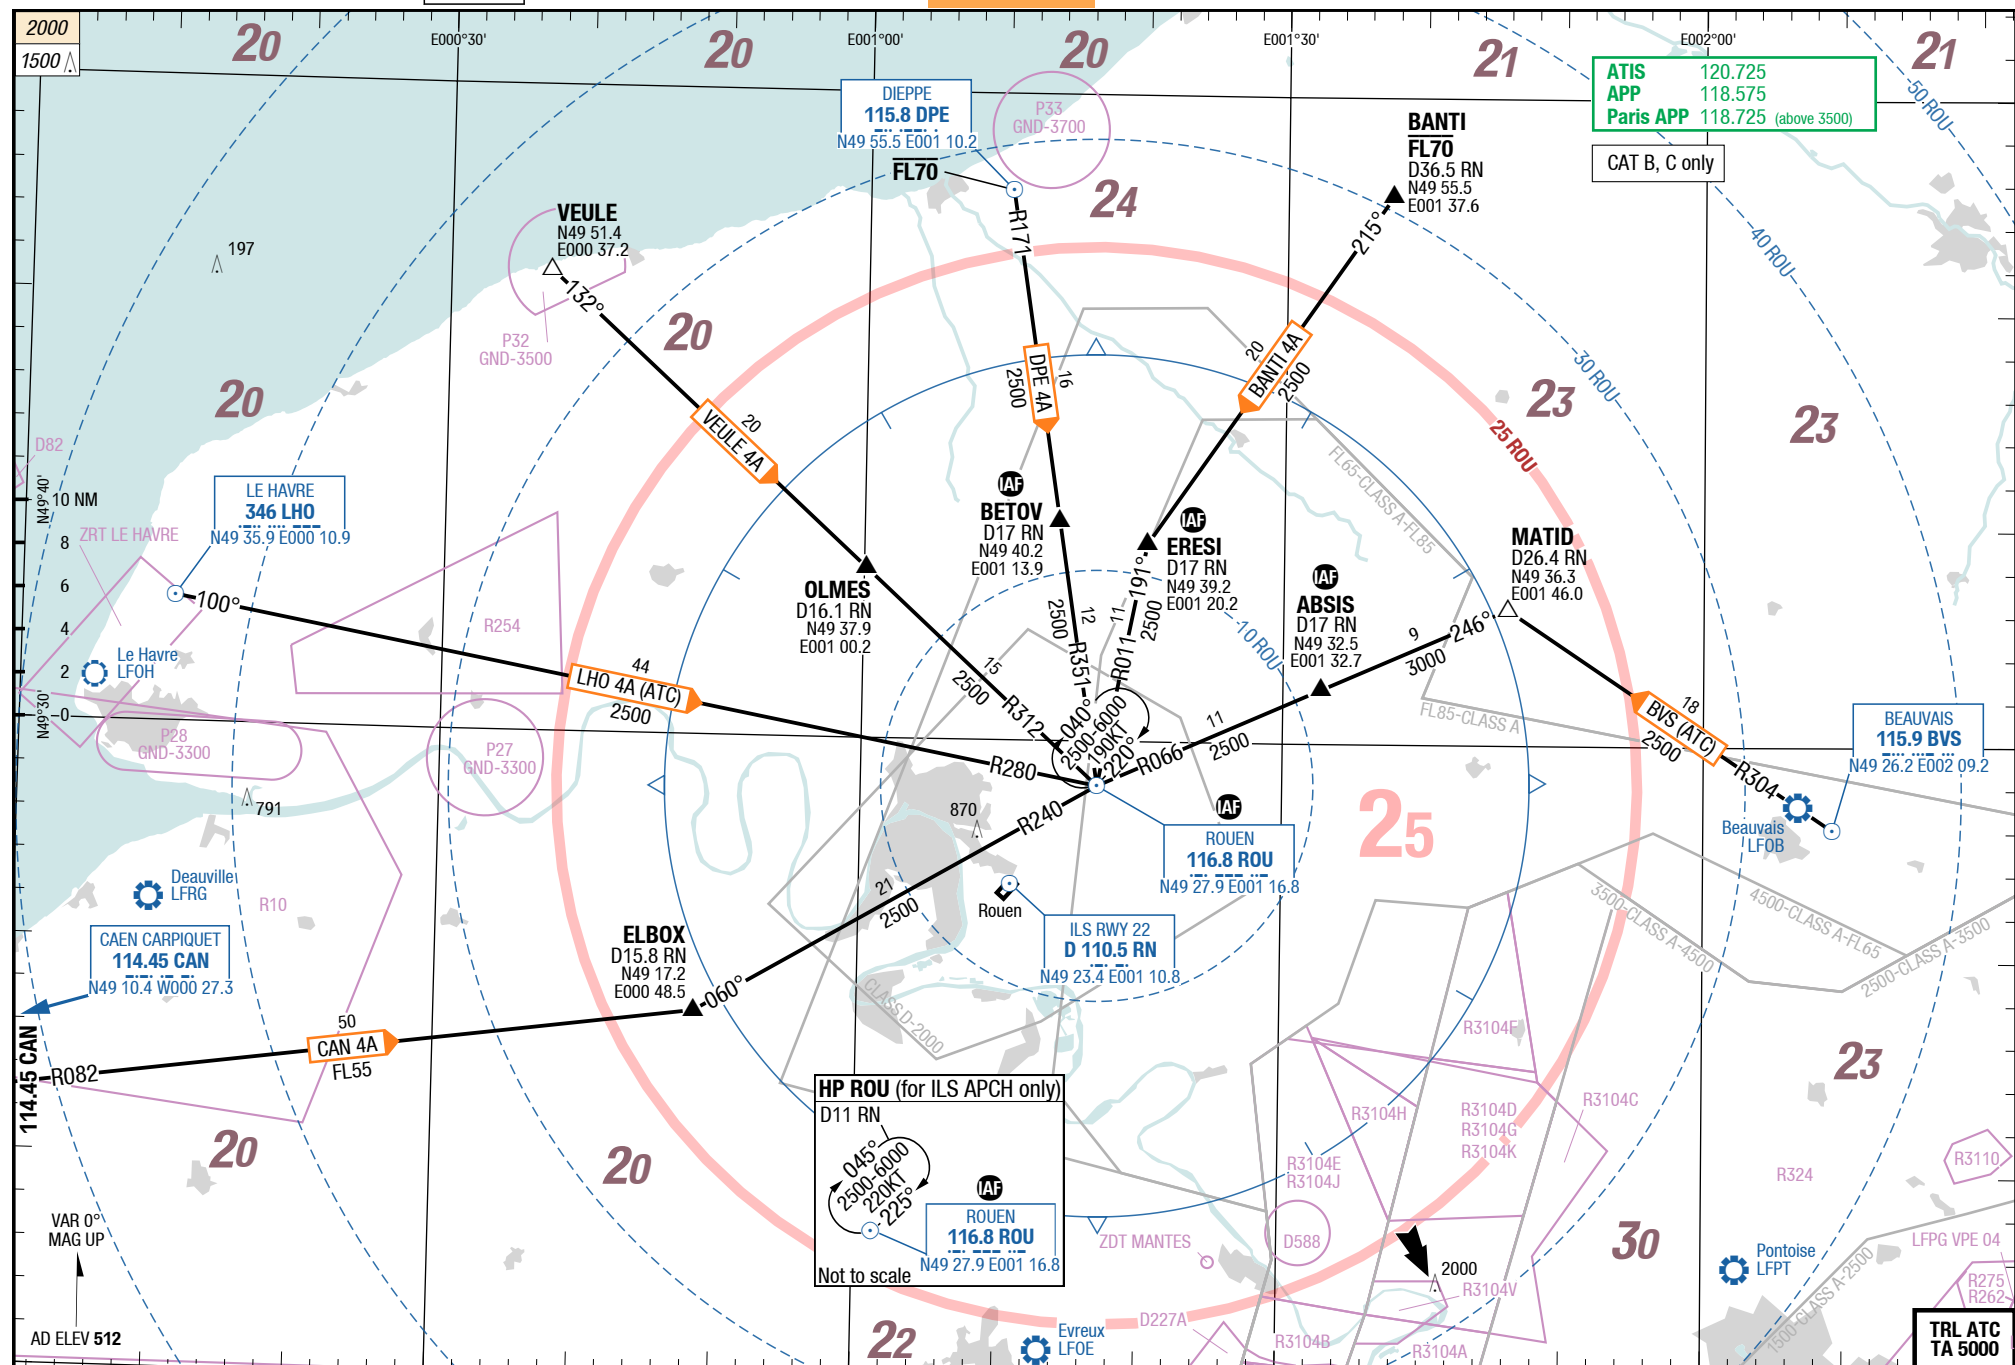 2000
1500
20
20
20
21
21
E000°30'
E001°00'
E001°30'
E002°00'
ATIS 120.725
APP 118.575
Paris APP 118.725 (above 3500)
CAT B, C only
DIEPPE
115.8 DPE
N49 55.5 E001 10.2
FL70
P33
GND-3700
BANTI
FL70
D36.5 RN
N49 55.5
E001 37.6
50 ROU
40 ROU
30 ROU
25 ROU
10 ROU
24
VEULE
N49 51.4
E000 37.2
197
132°
R171
215°
P32
GND-3500
20
20
23
23
20
VEULE 4A
16
DPE 4A
2500
20
BANTI 4A
2500
FL65-CLASS A-FL85
D82
N49°40'
10 NM
8
6
4
2
0
N49°30'
LE HAVRE
346 LHO
N49 35.9 E000 10.9
ZRT LE HAVRE
IAF
BETOV
D17 RN
N49 40.2
E001 13.9
IAF
ERESI
D17 RN
N49 39.2
E001 20.2
IAF
ABSIS
D17 RN
N49 32.5
E001 32.7
MATID
D26.4 RN
N49 36.3
E001 46.0
OLMES
D16.1 RN
N49 37.9
E001 00.2
100°
R254
Le Havre
LFOH
44
LHO 4A (ATC)
2500
15
2500
R312
12
2500
R351
11
191°
2500
R011
9
246°
3000
11
2500
R066
FL85-CLASS A
18
BVS (ATC)
2500
R304
BEAUVAIS
115.9 BVS
N49 26.2 E002 09.2
Beauvais
LFOB
P28
GND-3300
P27
GND-3300
R280
040°
2500-6000
190KT
220°
791
870
R240
25
IAF
ROUEN
116.8 ROU
N49 27.9 E001 16.8
Rouen
ILS RWY 22
D 110.5 RN
N49 23.4 E001 10.8
Deauville
LFRG
R10
21
2500
3500-CLASS A-4500
4500-CLASS A-FL65
2500-CLASS A-3500
CAEN CARPIQUET
114.45 CAN
N49 10.4 W000 27.3
ELBOX
D15.8 RN
N49 17.2
E000 48.5
060°
CLASS D-2000
50
CAN 4A
FL55
R082
114.45 CAN
R3104F
23
HP ROU (for ILS APCH only)
D11 RN
045°
2500-6000
220KT
225°
IAF
ROUEN
116.8 ROU
N49 27.9 E001 16.8
Not to scale
R3104H
R3104D
R3104G
R3104K
R3104C
R3104E
R3104J
R324
R3110
20
20
30
VAR 0°
MAG UP
ZDT MANTES
D588
2000
R3104V
Pontoise
LFPT
LFPG VPE 04
R275
R262
1500-CLASS A-2500
AD ELEV 512
22
Evreux
LFOE
D227A
R3104B
R3104A
TRL ATC
TA 5000